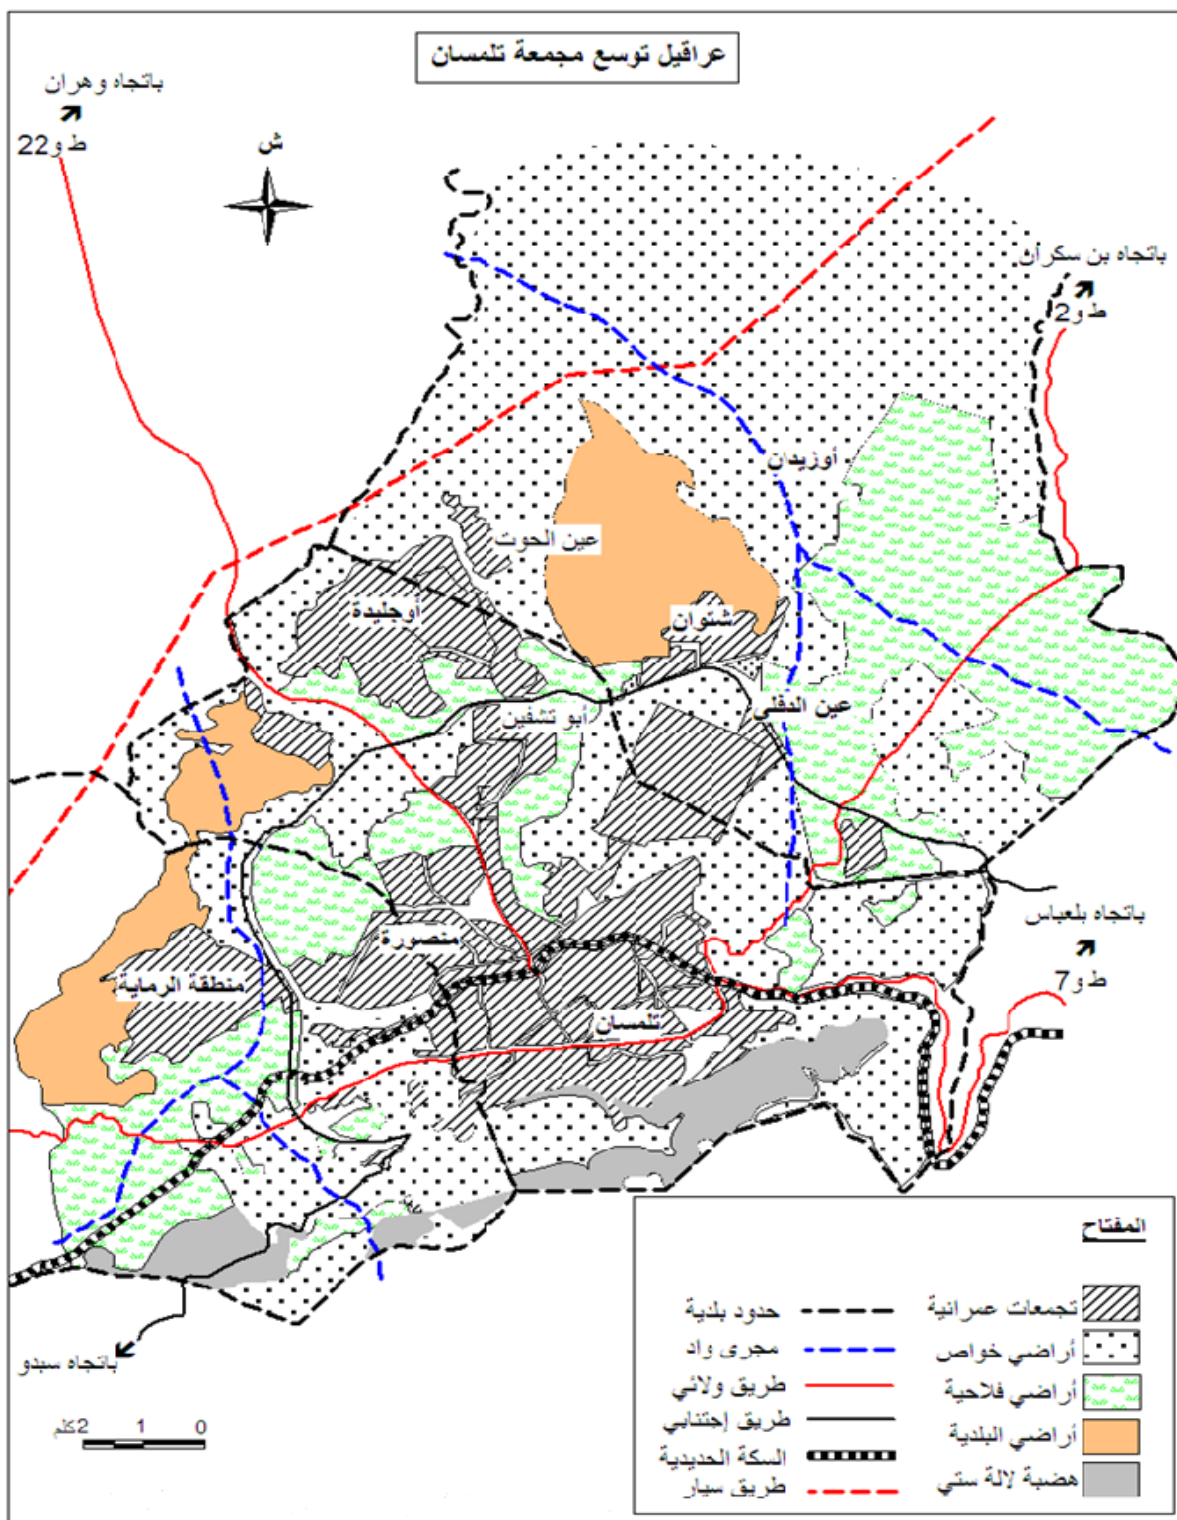 عراقيل توسع مجمعة تلمسان
باتجاه وهران
ط و22
ش
باتجاه بن سكران
ط و2
أوزيدان
عين الحوت
أوجليدة
شتوان
أبو تشفين
عين الدفلى
باتجاه بلعباس
ط و7
منصورة
منطقة الرماية
تلمسان
باتجاه سبدو
0 1 2كلم
المفتاح
تجمعات عمرانية
أراضي خواص
أراضي فلاحية
أراضي البلدية
هضبة لالة ستي
حدود بلدية
مجرى واد
طريق ولائي
طريق إجتنابي
السكة الحديدية
طريق سيار